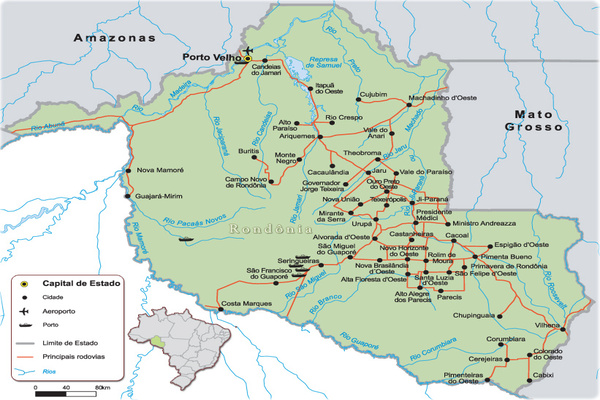 Amazonas
Mato
Grosso
Rondônia
Porto Velho
Candeias
do Jamari
Represa
de Samuel
Rio
Preto
Itapuã
do Oeste
Cujubim
Machadinho d'Oeste
Rio
Madeira
Rio Abunã
Rio Jaciparaná
Rio Candeias
Alto
Paraíso
Rio Crespo
Ariquemes
Vale do
Anari
Machado
Buritis
Monte
Negro
Theobroma
Rio Jaru
Cacaulândia
Jaru
Vale do Paraíso
Nova Mamoré
Campo Novo
de Rondônia
Governador
Jorge Teixeira
Ouro Preto
do Oeste
Guajará-Mirim
Nova União
Teixeirópolis
Ji-Paraná
Rio Pacaás Novos
Mirante
da Serra
Urupá
Presidente
Médici
Ministro Andreazza
Rio Mamoré
Alvorada d'Oeste
Castanheiras
Cacoal
São Miguel
do Guaporé
Novo Horizonte
do Oeste
Espigão d'Oeste
Seringueiras
Rolim de
Moura
Pimenta Bueno
São Francisco
do Guaporé
Nova Brasilândia
d'Oeste
Primavera de Rondônia
São Felipe d'Oeste
Alta Floresta d'Oeste
Santa Luzia
d'Oeste
Rio São Miguel
Alto Alegre
dos Parecis
Parecis
Rio Branco
Rio Roosevelt
Costa Marques
Chupinguaia
Vilhena
Rio Guaporé
Rio Corumbiara
Corumbiara
Cerejeiras
Colorado
do Oeste
Pimenteiras
do Oeste
Cabixi
Capital de Estado
Cidade
Aeroporto
Porto
Limite de Estado
Principais rodovias
Rios
0
40
80km